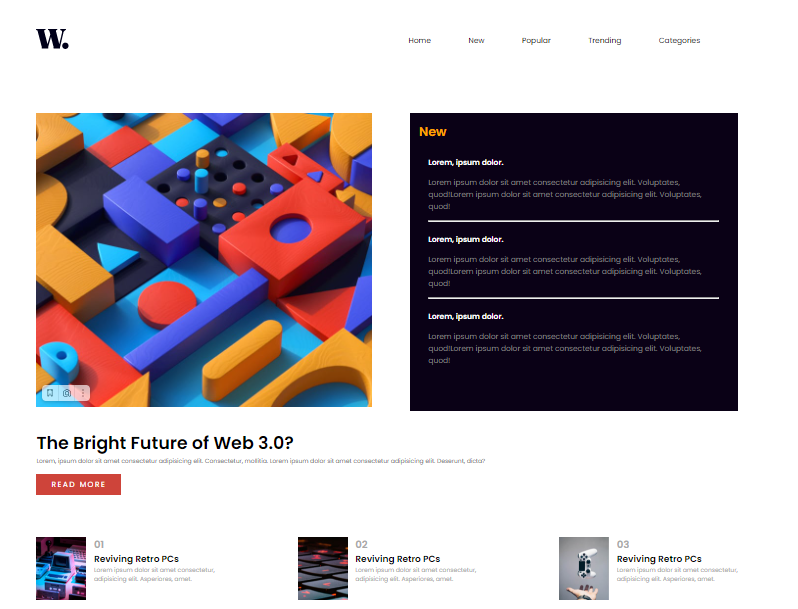 W.
Home New Popular Trending Categories
New
Lorem, ipsum dolor.
Lorem ipsum dolor sit amet consectetur adipisicing elit. Voluptates,
quod!Lorem ipsum dolor sit amet consectetur adipisicing elit. Voluptates,
quod!
Lorem, ipsum dolor.
Lorem ipsum dolor sit amet consectetur adipisicing elit. Voluptates,
quod!Lorem ipsum dolor sit amet consectetur adipisicing elit. Voluptates,
quod!
Lorem, ipsum dolor.
Lorem ipsum dolor sit amet consectetur adipisicing elit. Voluptates,
quod!Lorem ipsum dolor sit amet consectetur adipisicing elit. Voluptates,
quod!
The Bright Future of Web 3.0?
Lorem, ipsum dolor sit amet consectetur adipisicing elit. Consectetur, mollitia. Lorem ipsum dolor sit amet consectetur adipisicing elit. Deserunt, dicta?
READ MORE
01
Reviving Retro PCs
Lorem ipsum dolor sit amet consectetur,
adipisicing elit. Asperiores, amet.
02
Reviving Retro PCs
Lorem ipsum dolor sit amet consectetur,
adipisicing elit. Asperiores, amet.
03
Reviving Retro PCs
Lorem ipsum dolor sit amet consectetur,
adipisicing elit. Asperiores, amet.